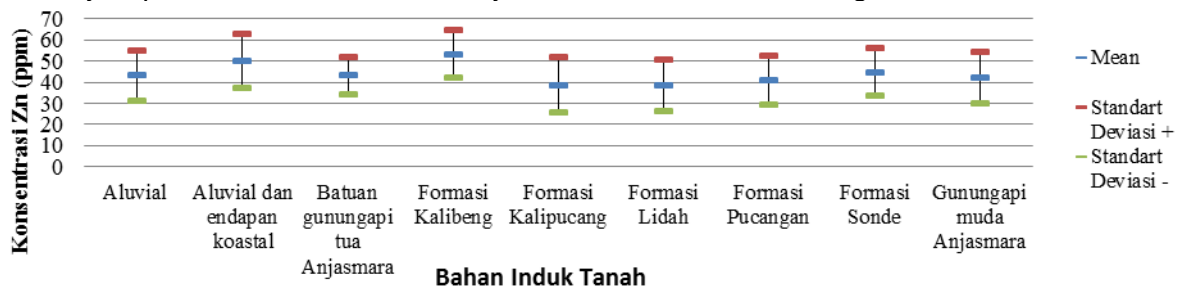 Konsentrasi Zn (ppm)
70
60
50
40
30
20
10
0
Aluvial
Aluvial dan
endapan
koastal
Batuan
gunungapi
tua
Anjasmara
Formasi
Kalibeng
Formasi
Kalipucang
Formasi
Lidah
Formasi
Pucangan
Formasi
Sonde
Gunungapi
muda
Anjasmara
Bahan Induk Tanah
Mean
Standart
Deviasi +
Standart
Deviasi -